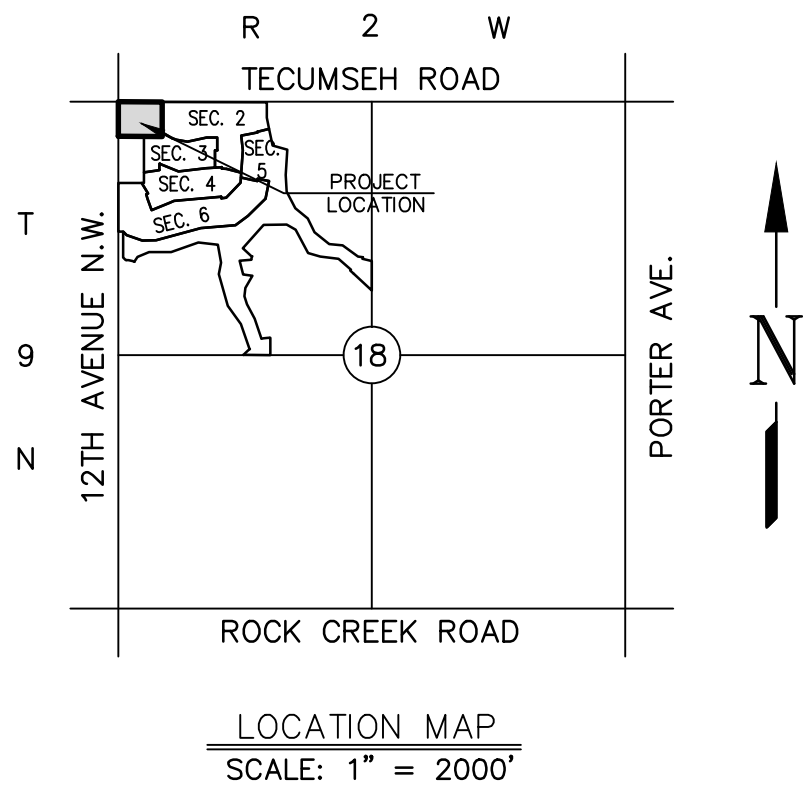 R 2 W
TECUMSEH ROAD
SEC. 2
SEC. 3
SEC. 5
SEC. 4
PROJECT
LOCATION
SEC. 6
T
9
N
12TH AVENUE N.W.
PORTER AVE.
N
18
ROCK CREEK ROAD
LOCATION MAP
SCALE: 1" = 2000'